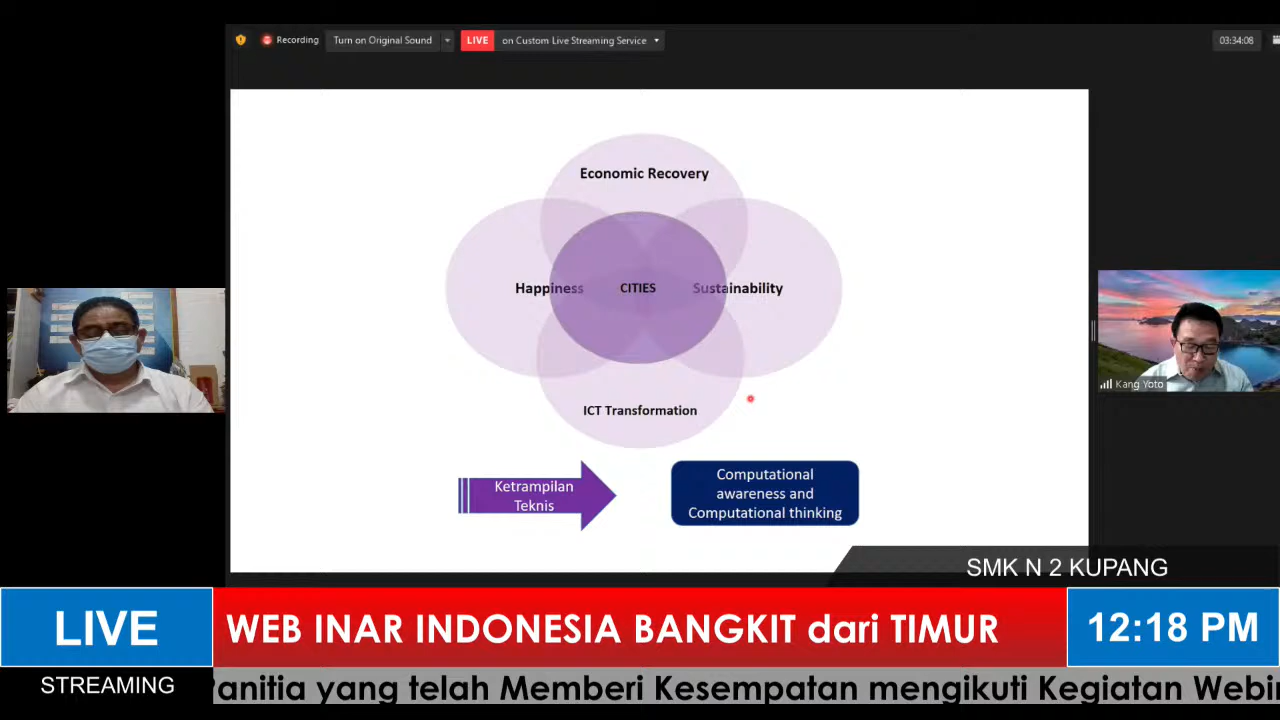 Recording
Turn on Original Sound
LIVE
on Custom Live Streaming Service
03:34:08
Economic Recovery
Happiness
CITIES
Sustainability
ICT Transformation
Kang Yoto
Ketrampilan
Teknis
Computational
awareness and
Computational thinking
SMK N 2 KUPANG
LIVE
WEB INAR INDONESIA BANGKIT dari TIMUR
12:18 PM
STREAMING
yang telah Memberi Kesempatan mengikuti Kegiatan